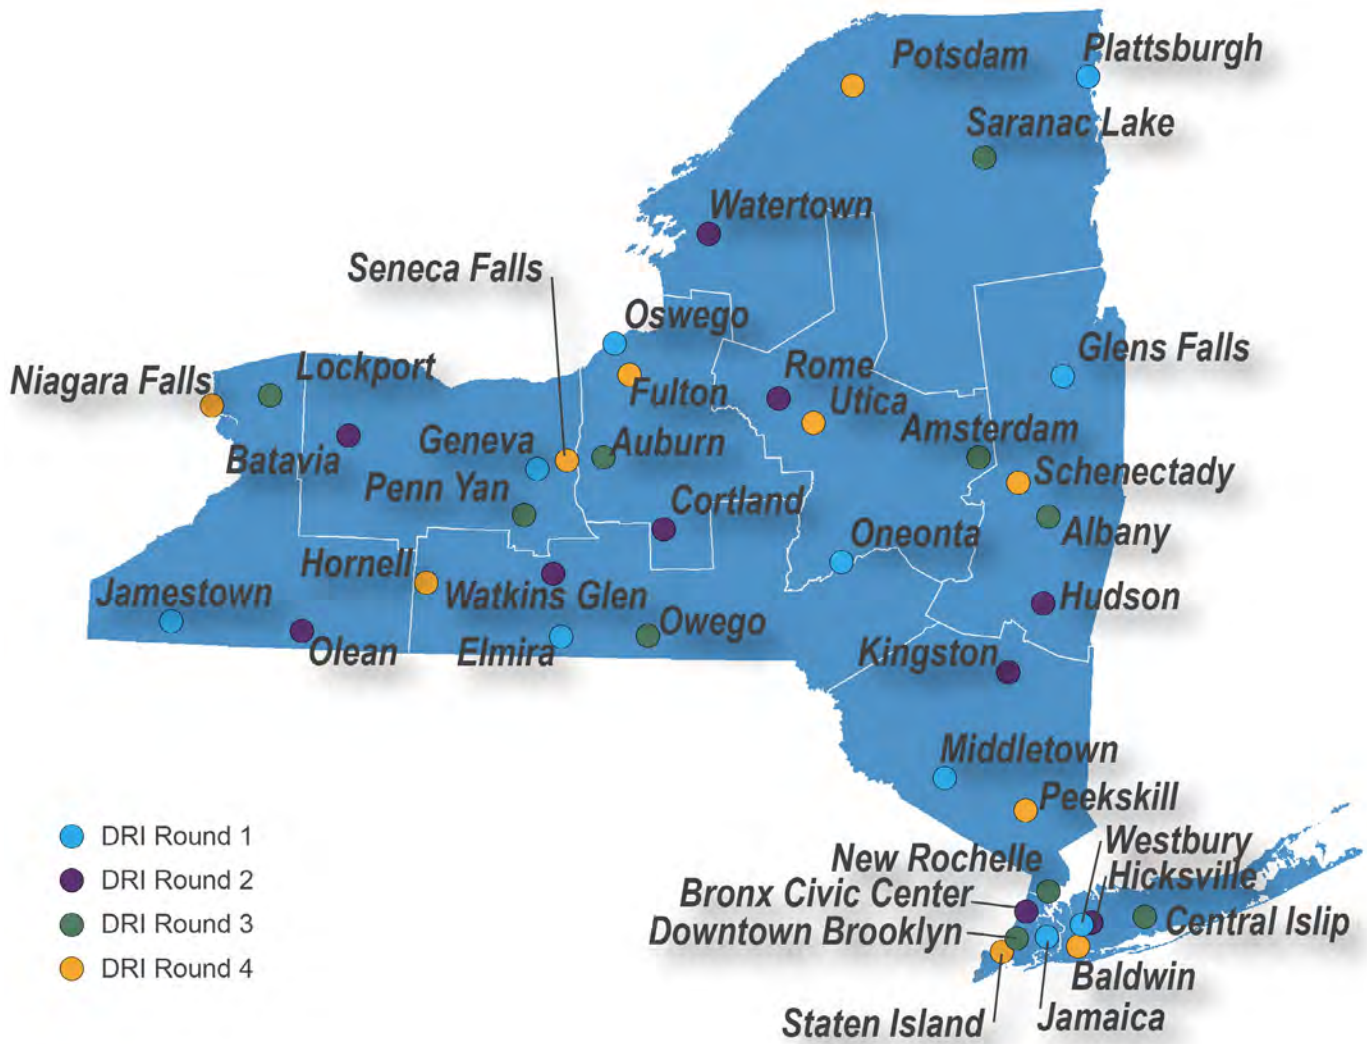 Potsdam
Plattsburgh
Saranac Lake
Watertown
Seneca Falls
Oswego
Glens Falls
Niagara Falls
Lockport
Rome
Fulton
Utica
Batavia
Geneva
Auburn
Amsterdam
Schenectady
Penn Yan
Cortland
Albany
Oneonta
Hornell
Jamestown
Watkins Glen
Hudson
Olean
Elmira
Owego
Kingston
Middletown
Peekskill
DRI Round 1
DRI Round 2
DRI Round 3
DRI Round 4
Westbury
New Rochelle
Hicksville
Bronx Civic Center
Central Islip
Downtown Brooklyn
Baldwin
Staten Island
Jamaica